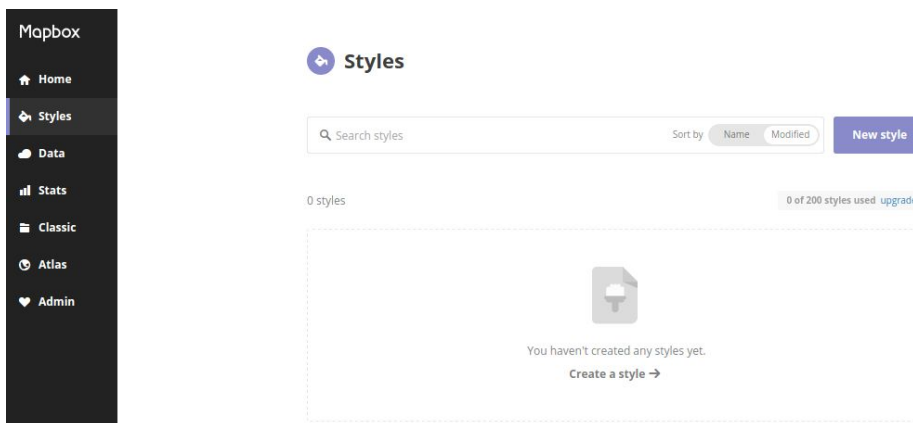 Mapbox
Home
Styles
Data
Stats
Classic
Atlas
Admin
Styles
Search styles Sort by Name Modified New style
0 styles 0 of 200 styles used upgrade
You haven't created any styles yet.
Create a style →